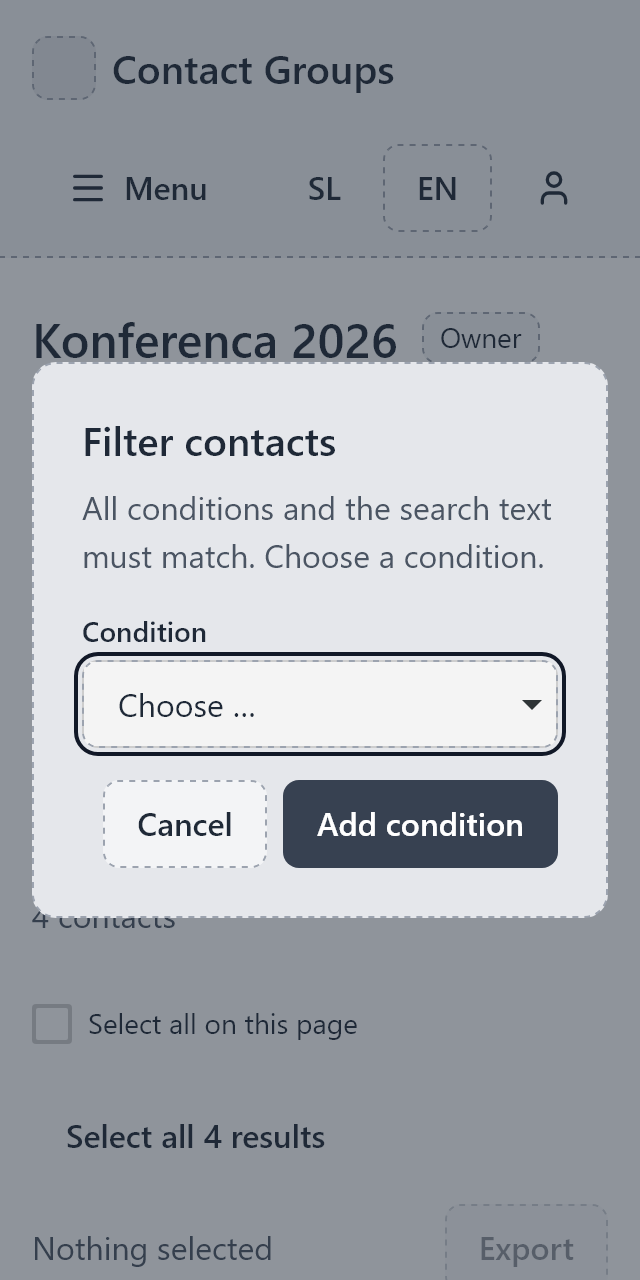 Contact Groups
Menu
SL
EN
Konferenca 2026
Owner
Filter contacts
All conditions and the search text
must match. Choose a condition.
Condition
Choose ...
Cancel
Add condition
4 contacts
Select all on this page
Select all 4 results
Nothing selected
Export